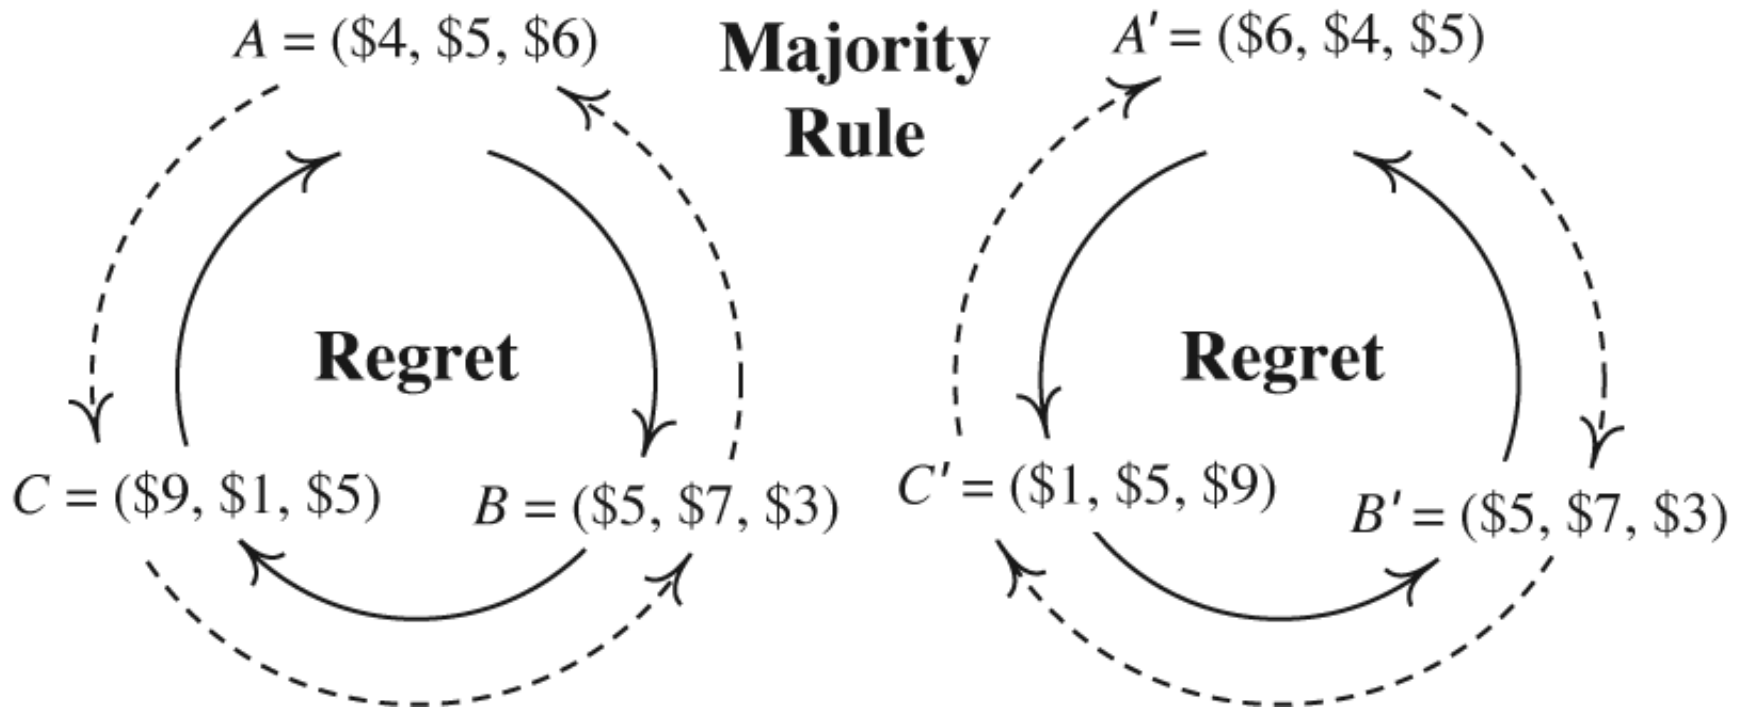 A = ($4, $5, $6)
Majority
Rule
A′ = ($6, $4, $5)
Regret
Regret
C = ($9, $1, $5)
B = ($5, $7, $3)
C′ = ($1, $5, $9)
B′ = ($5, $7, $3)